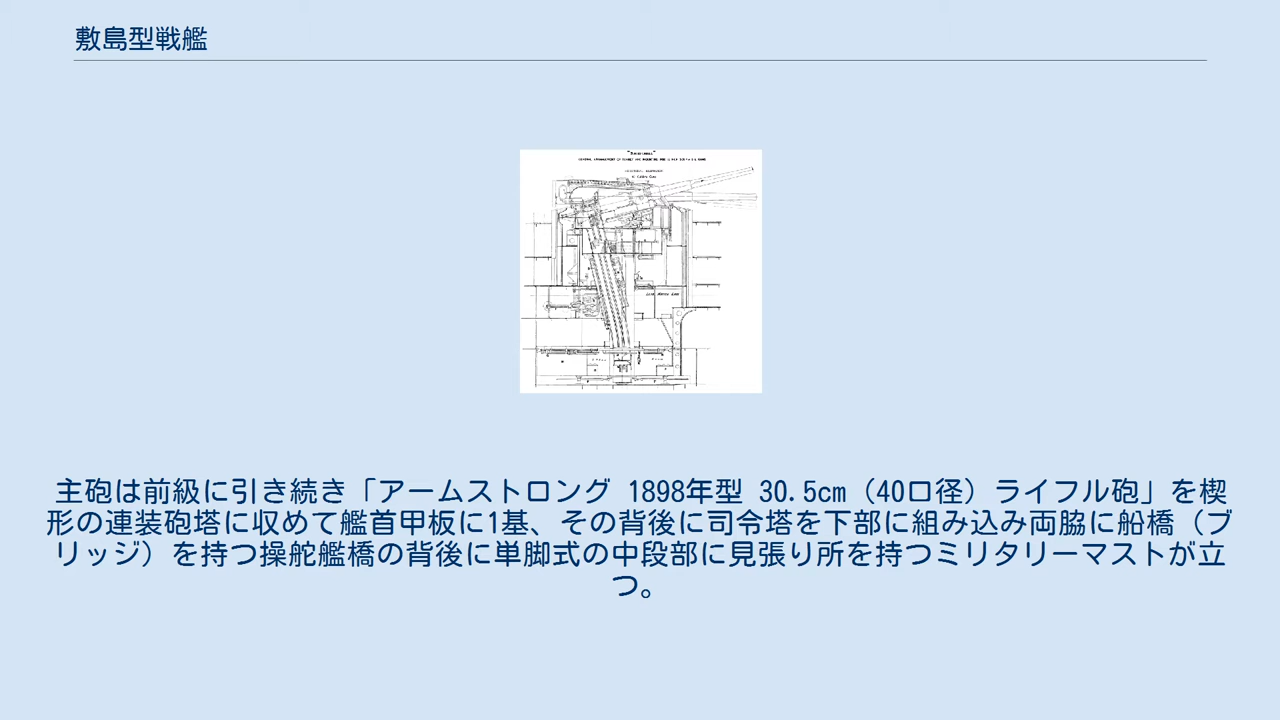 敷島型戦艦
主砲は前級に引き続き「アームストロング 1898年型 30.5cm（40口径）ライフル砲」を楔
形の連装砲塔に収めて艦首甲板に1基、その背後に司令塔を下部に組み込み両脇に船橋（ブ
リッジ）を持つ操舵艦橋の背後に単脚式の中段部に見張り所を持つミリタリーマストが立
つ。